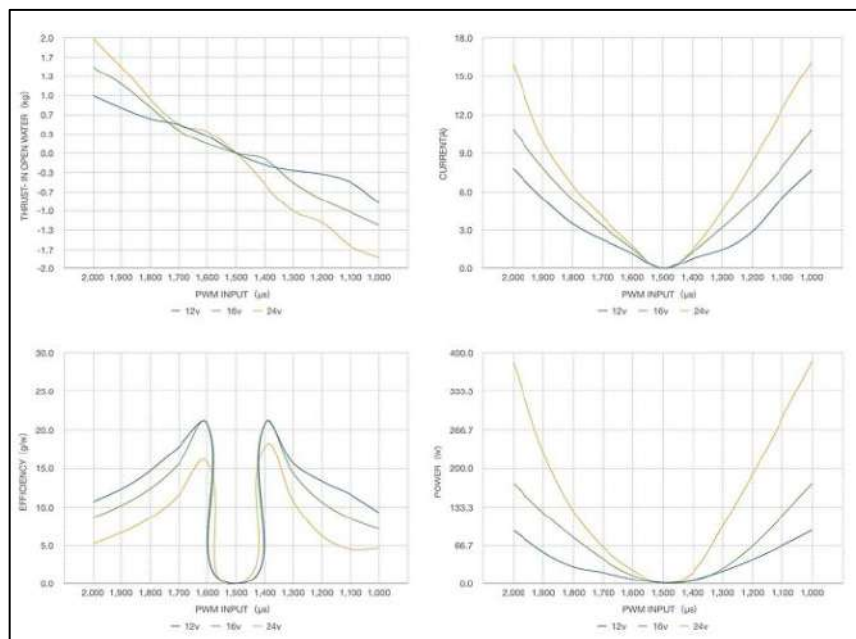 THRUST- IN OPEN WATER (kg)
2.0
1.7
1.3
1.0
0.7
0.3
0.0
-0.3
-0.7
-1.0
-1.3
-1.7
-2.0
2,000 1,900 1,800 1,700 1,600 1,500 1,400 1,300 1,200 1,100 1,000
PWM INPUT (μs)
12v 16v 24v
CURRENT(A)
18.0
15.0
12.0
9.0
6.0
3.0
0.0
2,000 1,900 1,800 1,700 1,600 1,500 1,400 1,300 1,200 1,100 1,000
PWM INPUT (μs)
12v 16v 24v
EFFICIENCY (g/w)
30.0
25.0
20.0
15.0
10.0
5.0
0.0
2,000 1,900 1,800 1,700 1,600 1,500 1,400 1,300 1,200 1,100 1,000
PWM INPUT (μs)
12v 16v 24v
POWER (W)
400.0
333.3
266.7
200.0
133.3
66.7
0.0
2,000 1,900 1,800 1,700 1,600 1,500 1,400 1,300 1,200 1,100 1,000
PWM INPUT (μs)
12v 16v 24v